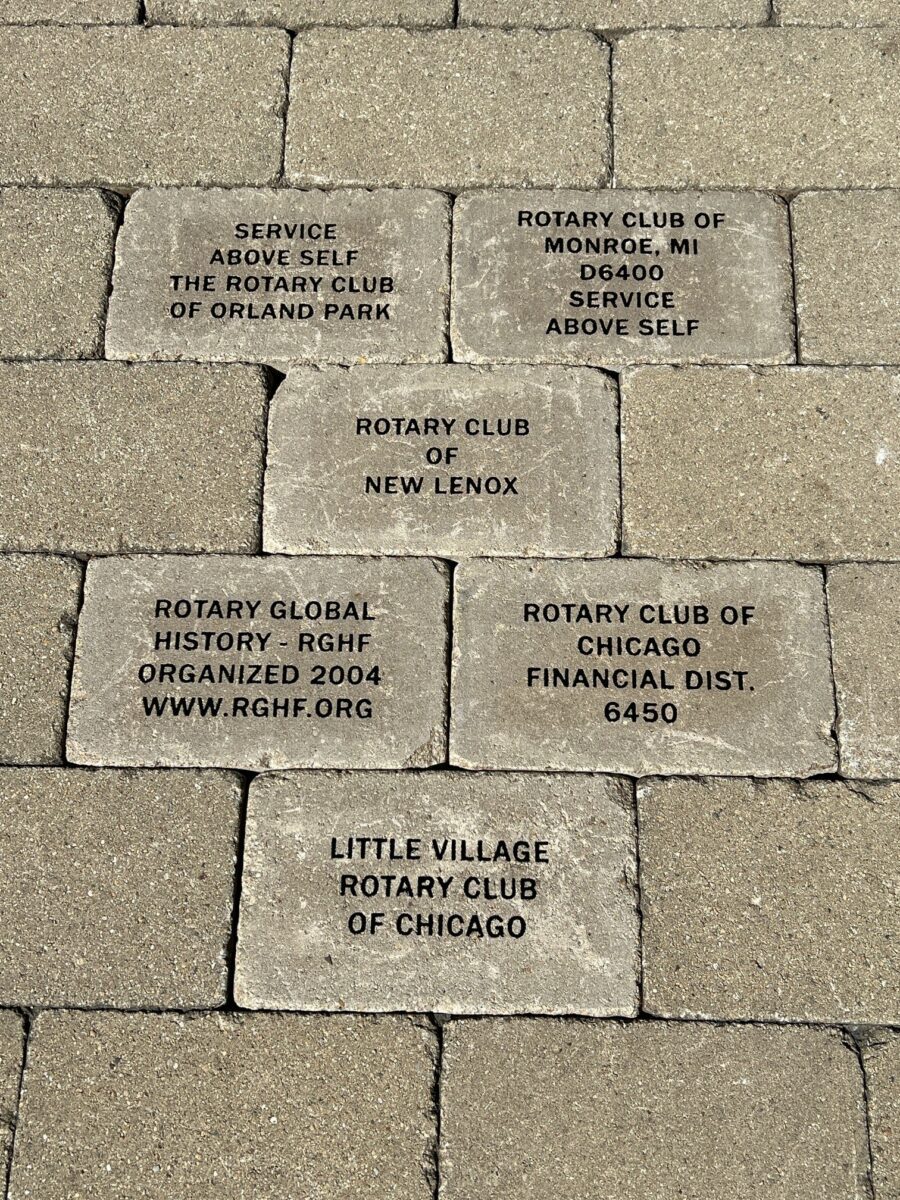 SERVICE
ABOVE SELF
THE ROTARY CLUB
OF ORLAND PARK
ROTARY CLUB OF
MONROE, MI
D6400
SERVICE
ABOVE SELF
ROTARY CLUB
OF
NEW LENOX
ROTARY GLOBAL
HISTORY - RGHF
ORGANIZED 2004
WWW.RGHF.ORG
ROTARY CLUB OF
CHICAGO
FINANCIAL DIST.
6450
LITTLE VILLAGE
ROTARY CLUB
OF CHICAGO